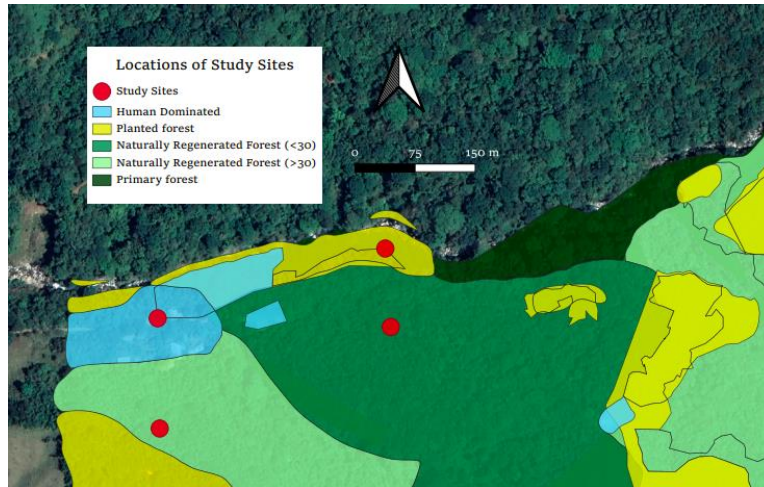 Locations of Study Sites
Study Sites
Human Dominated
Planted forest
Naturally Regenerated Forest (<30)
Naturally Regenerated Forest (>30)
Primary forest
0 75 150 m